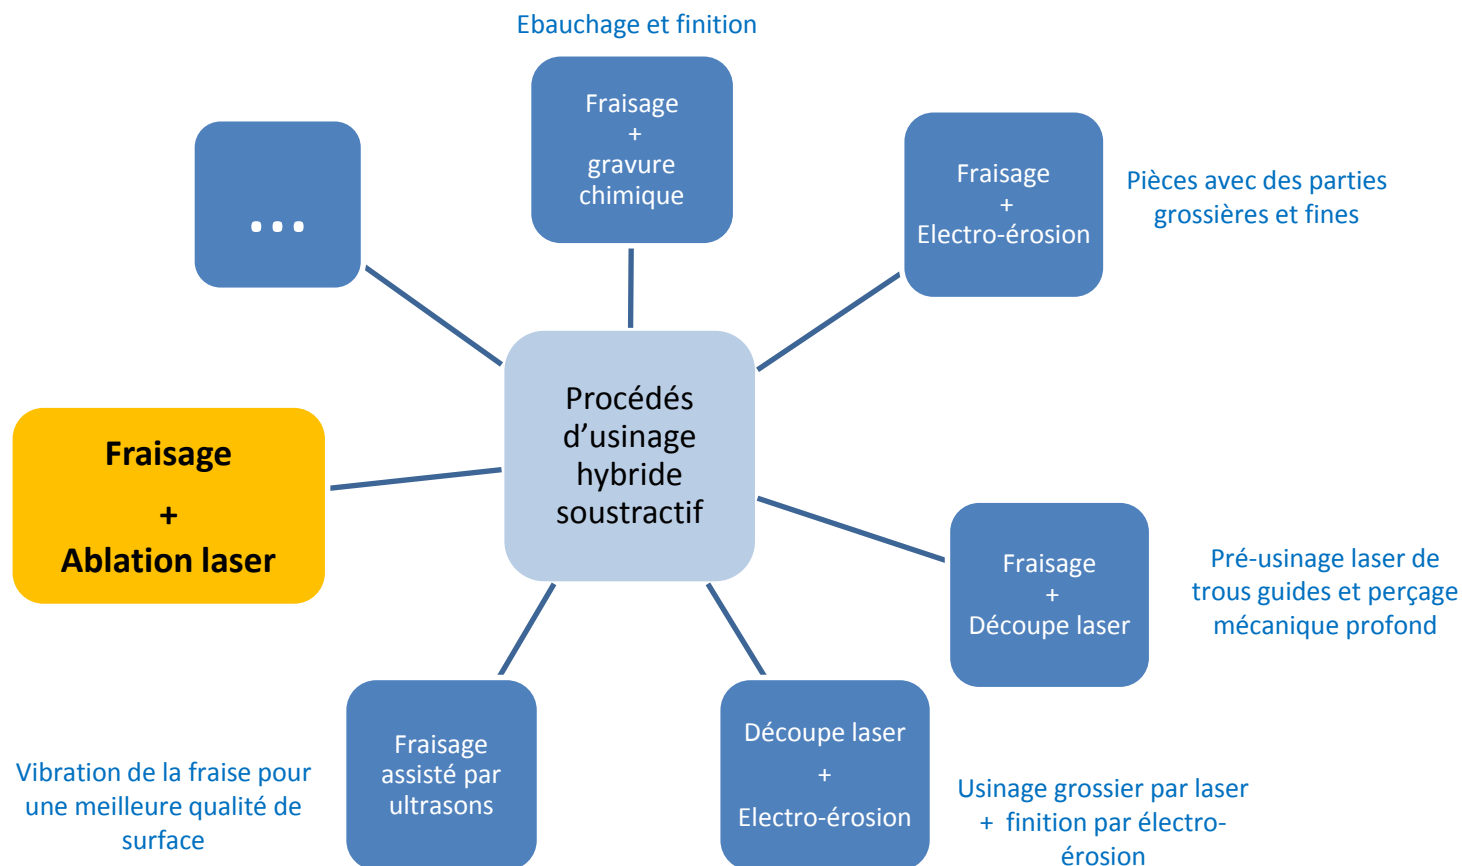 Ebauchage et finition
Fraisage
+
gravure
chimique
Fraisage
+
Electro-érosion
Pièces avec des parties
grossières et fines
...
Procédés
d’usinage
hybride
soustractif
Fraisage
+
Ablation laser
Fraisage
+
Découpe laser
Pré-usinage laser de
trous guides et perçage
mécanique profond
Fraisage
assisté par
ultrasons
Vibration de la fraise pour
une meilleure qualité de
surface
Découpe laser
+
Electro-érosion
Usinage grossier par laser
+ finition par électro-
érosion